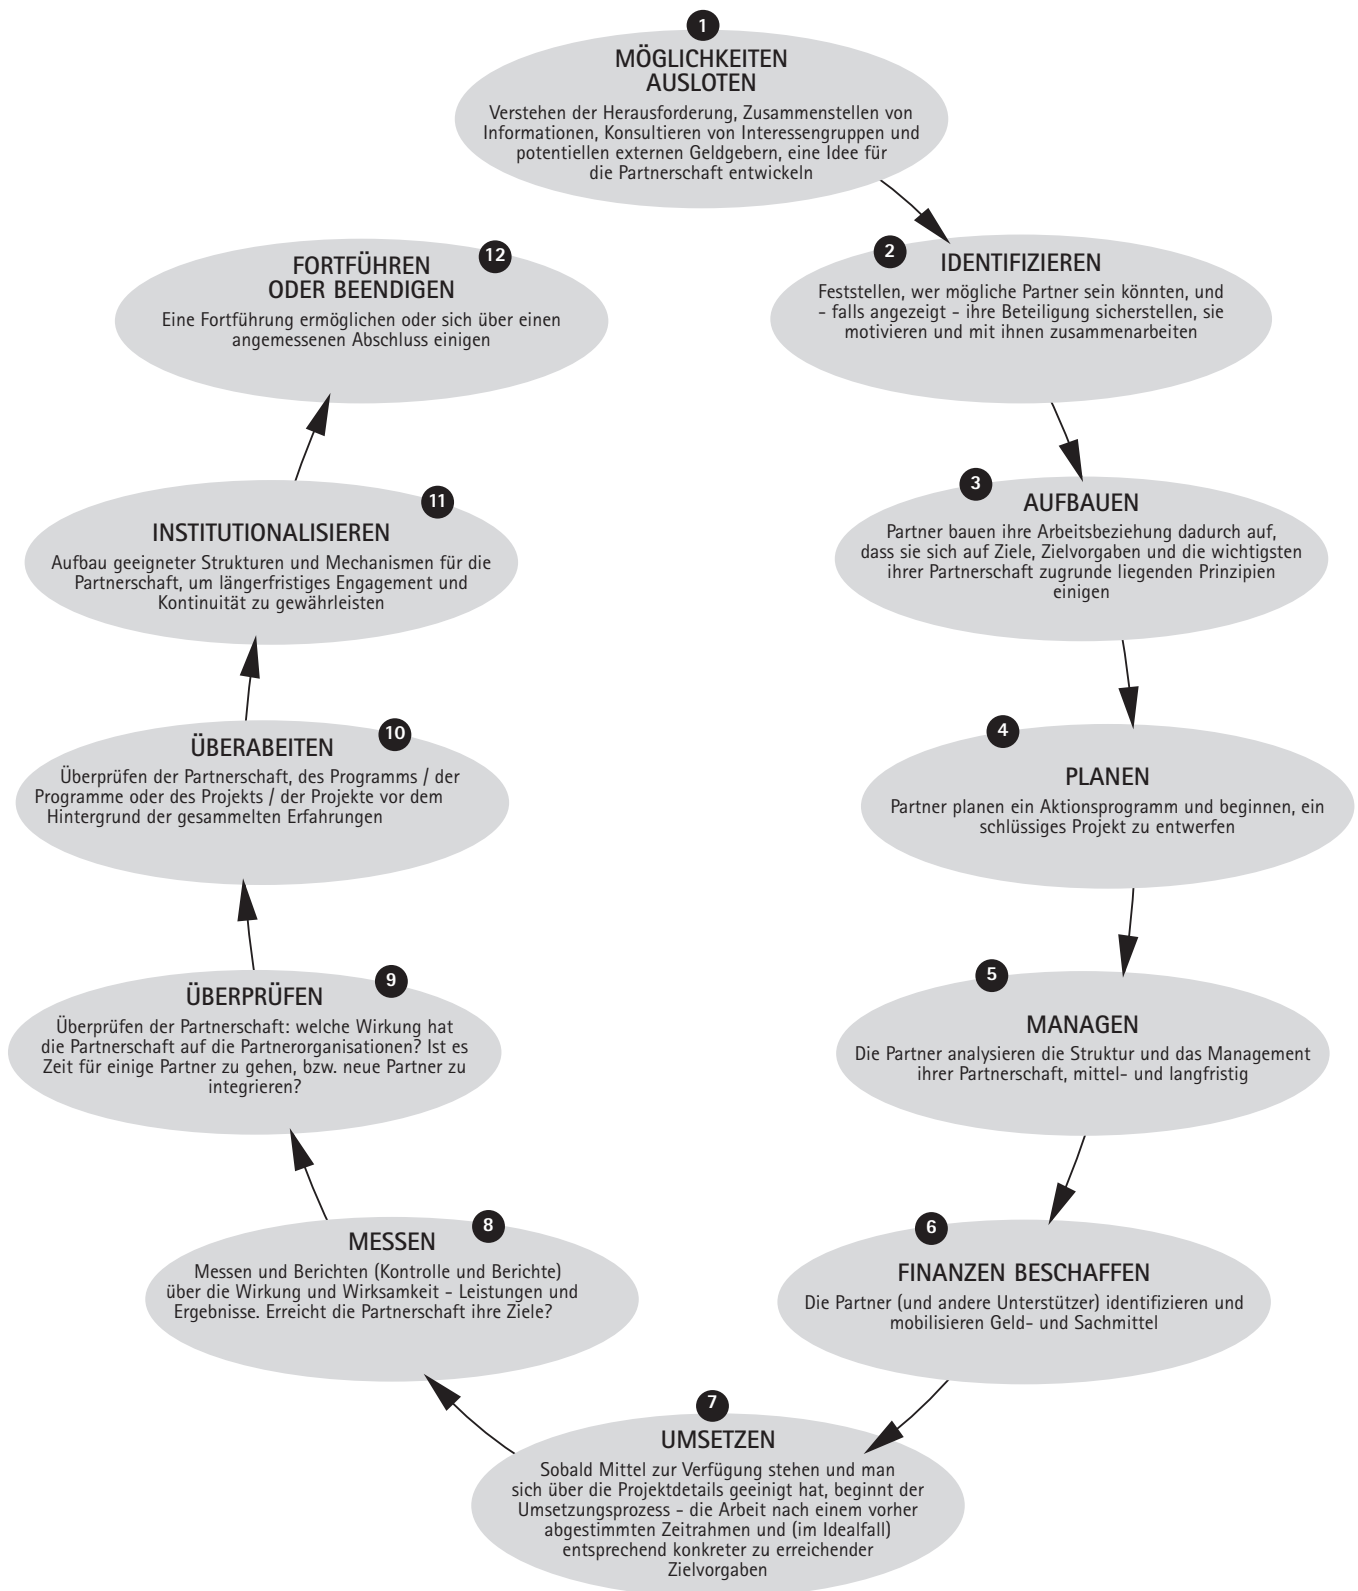 1
MÖGLICHKEITEN
AUSLOTEN
Verstehen der Herausforderung, Zusammenstellen von
Informationen, Konsultieren von Interessengruppen und
potentiellen externen Geldgebern, eine Idee für
die Partnerschaft entwickeln
2
IDENTIFIZIEREN
Feststellen, wer mögliche Partner sein könnten, und
- falls angezeigt - ihre Beteiligung sicherstellen, sie
motivieren und mit ihnen zusammenarbeiten
3
AUFBAUEN
Partner bauen ihre Arbeitsbeziehung dadurch auf,
dass sie sich auf Ziele, Zielvorgaben und die wichtigsten
ihrer Partnerschaft zugrunde liegenden Prinzipien
einigen
4
PLANEN
Partner planen ein Aktionsprogramm und beginnen, ein
schlüssiges Projekt zu entwerfen
5
MANAGEN
Die Partner analysieren die Struktur und das Management
ihrer Partnerschaft, mittel- und langfristig
6
FINANZEN BESCHAFFEN
Die Partner (und andere Unterstützer) identifizieren und
mobilisieren Geld- und Sachmittel
7
UMSETZEN
Sobald Mittel zur Verfügung stehen und man
sich über die Projektdetails geeinigt hat, beginnt der
Umsetzungsprozess - die Arbeit nach einem vorher
abgestimmten Zeitrahmen und (im Idealfall)
entsprechend konkreter zu erreichender
Zielvorgaben
8
MESSEN
Messen und Berichten (Kontrolle und Berichte)
über die Wirkung und Wirksamkeit - Leistungen und
Ergebnisse. Erreicht die Partnerschaft ihre Ziele?
9
ÜBERPRÜFEN
Überprüfen der Partnerschaft: welche Wirkung hat
die Partnerschaft auf die Partnerorganisationen? Ist es
Zeit für einige Partner zu gehen, bzw. neue Partner zu
integrieren?
10
ÜBERABEITEN
Überprüfen der Partnerschaft, des Programms / der
Programme oder des Projekts / der Projekte vor dem
Hintergrund der gesammelten Erfahrungen
11
INSTITUTIONALISIEREN
Aufbau geeigneter Strukturen und Mechanismen für die
Partnerschaft, um längerfristiges Engagement und
Kontinuität zu gewährleisten
12
FORTFÜHREN
ODER BEENDIGEN
Eine Fortführung ermöglichen oder sich über einen
angemessenen Abschluss einigen